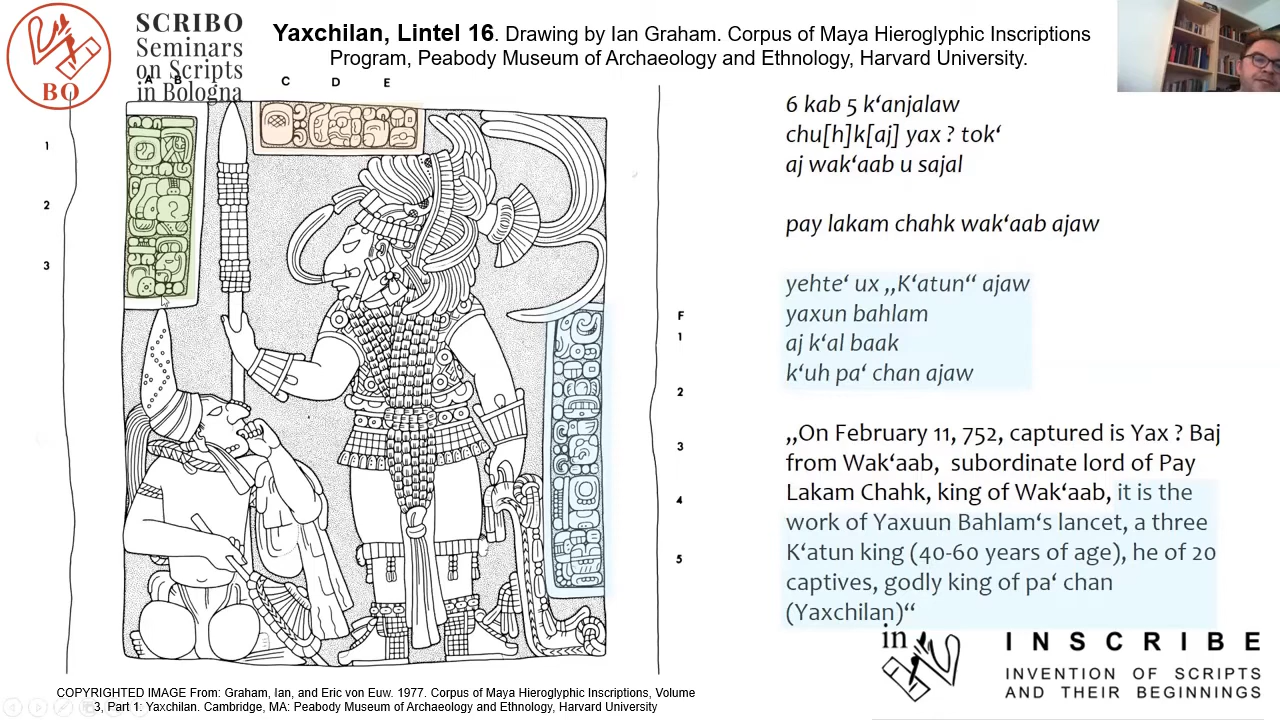 SCRIBO
Seminars
on Scripts
in Bologna
BO
Yaxchilan, Lintel 16. Drawing by Ian Graham. Corpus of Maya Hieroglyphic Inscriptions
Program, Peabody Museum of Archaeology and Ethnology, Harvard University.
A B C D E
1
2
3
F
1
2
3
4
5
6 kab 5 k‘anjalaw
chu[h]k[aj] yax ? tok‘
aj wak‘aab u sajal
pay lakam chahk wak‘aab ajaw
yehte‘ ux „K‘atun“ ajaw
yaxun bahlam
aj k‘al baak
k‘uh pa‘ chan ajaw
„On February 11, 752, captured is Yax ? Baj
from Wak‘aab, subordinate lord of Pay
Lakam Chahk, king of Wak‘aab, it is the
work of Yaxuun Bahlam‘s lancet, a three
K‘atun king (40-60 years of age), he of 20
captives, godly king of pa‘ chan
(Yaxchilan)“
in
INSCRIBE
INVENTION OF SCRIPTS
AND THEIR BEGINNINGS
COPYRIGHTED IMAGE From: Graham, Ian, and Eric von Euw. 1977. Corpus of Maya Hieroglyphic Inscriptions, Volume
3, Part 1: Yaxchilan. Cambridge, MA: Peabody Museum of Archaeology and Ethnology, Harvard University